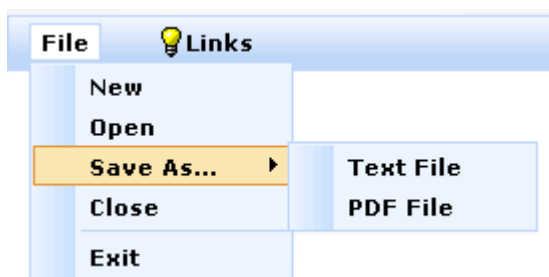 File Links
New
Open
Save As... Text File
Close PDF File
Exit